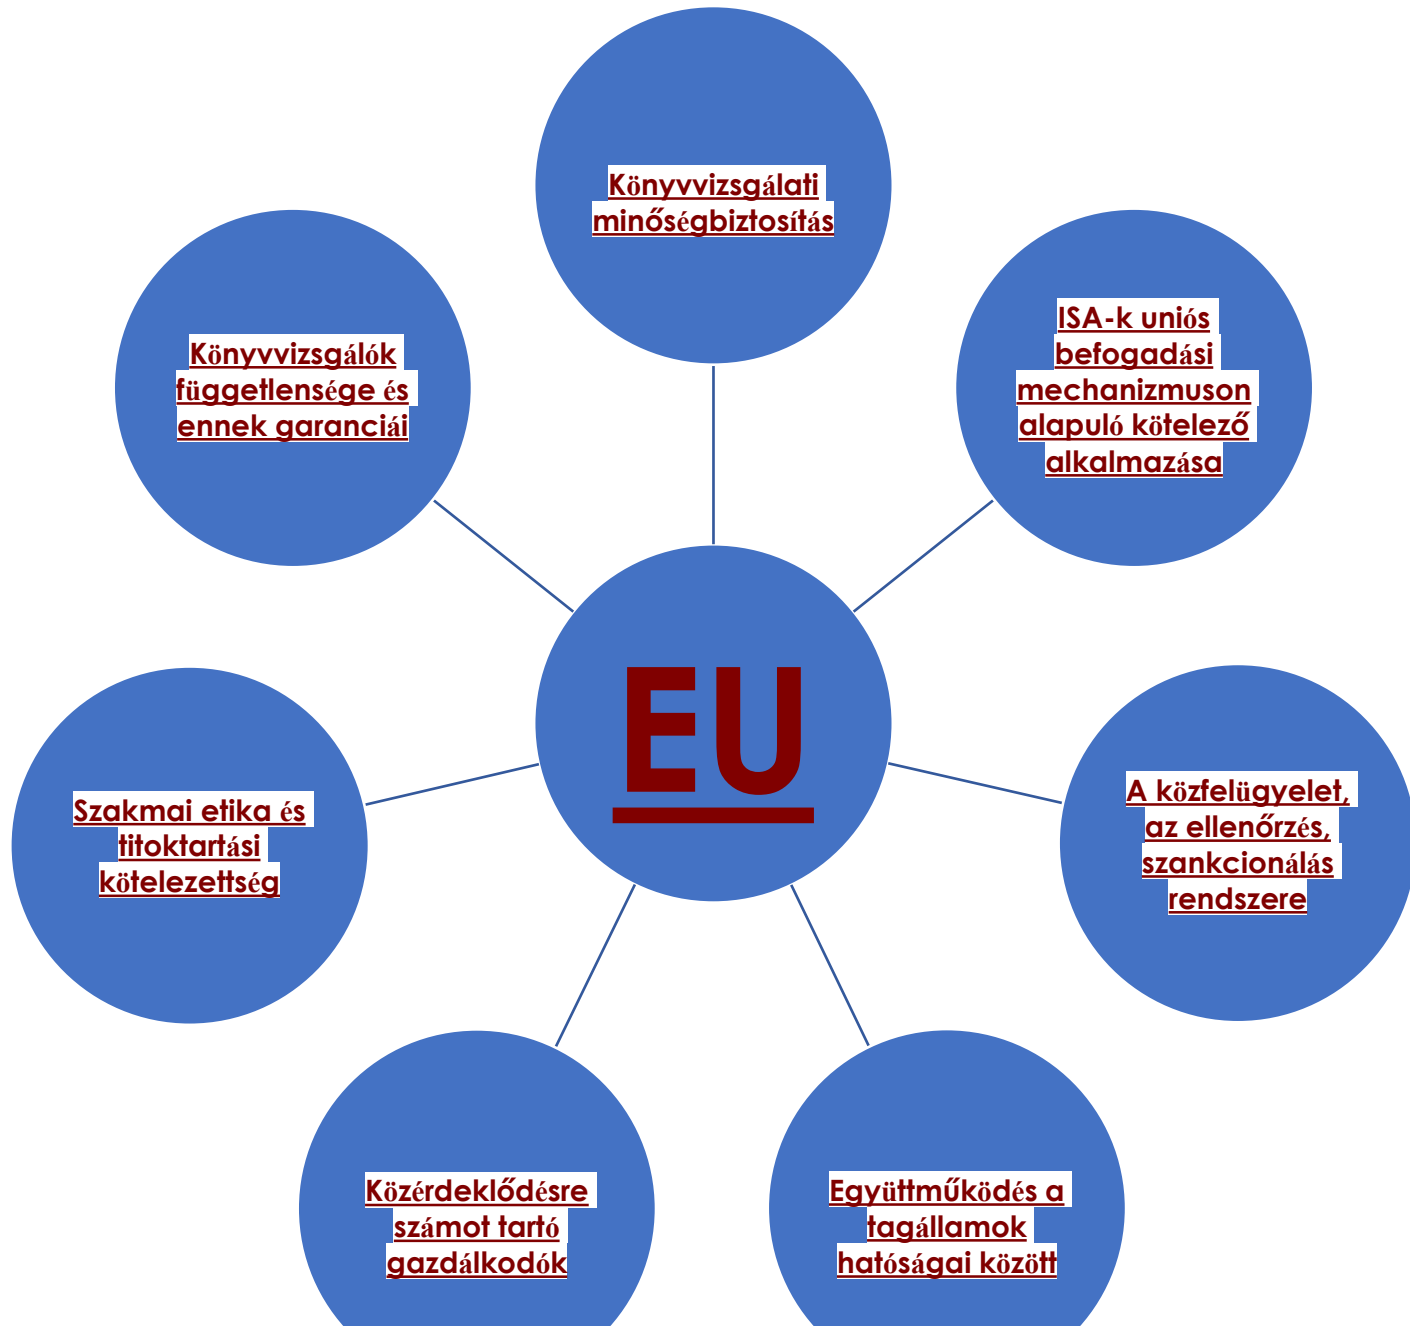 Könyvvizsgálati
minőségbiztosítás
ISA-k uniós
befogadási
mechanizmuson
alapuló kötelező
alkalmazása
A közfelügyelet,
az ellenőrzés,
szankcionálás
rendszere
Együttműködés a
tagállamok
hatóságai között
Közérdeklődésre
számot tartó
gazdálkodók
Szakmai etika és
titoktartási
kötelezettség
Könyvvizsgálók
függetlensége és
ennek garanciái
EU